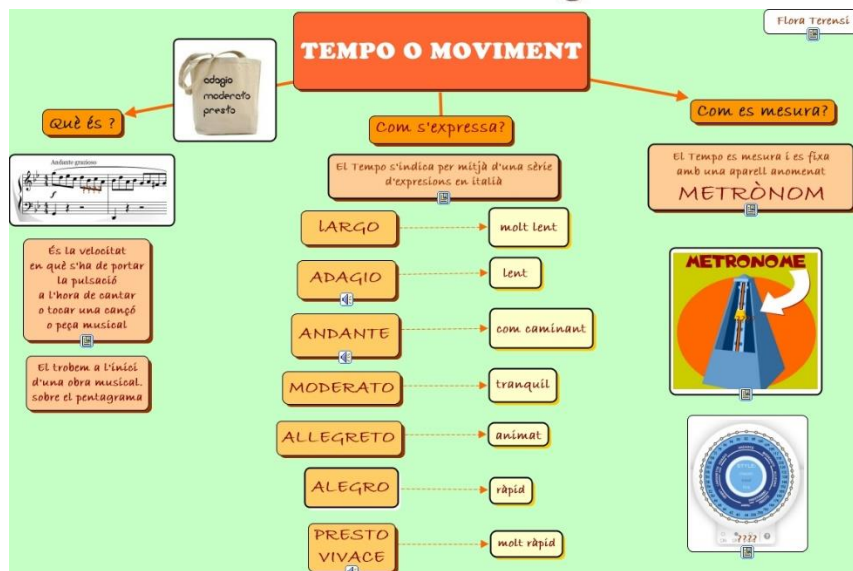 Flora Terensi
TEMPO O MOVIMENT
adagio
moderato
presto
Què és ?
Com s'expressa?
Com es mesura?
Andante grazioso
f
????
És la velocitat
en què s'ha de portar
la pulsació
a l'hora de cantar
o tocar una cançó
o peça musical
El trobem a l'inici
d'una obra musical.
sobre el pentagrama
El Tempo s'indica per mitjà d'una sèrie
d'expresions en italià
lARGO
molt lent
ADAGIO
lent
ANDANTE
com caminant
MODERATO
tranquil
ALLEGRETO
animat
ALEGRO
ràpid
PRESTO
VIVACE
molt ràpid
El Tempo es mesura i es fixa
amb una aparell anomenat
METRÒNOM
METRONOME
????